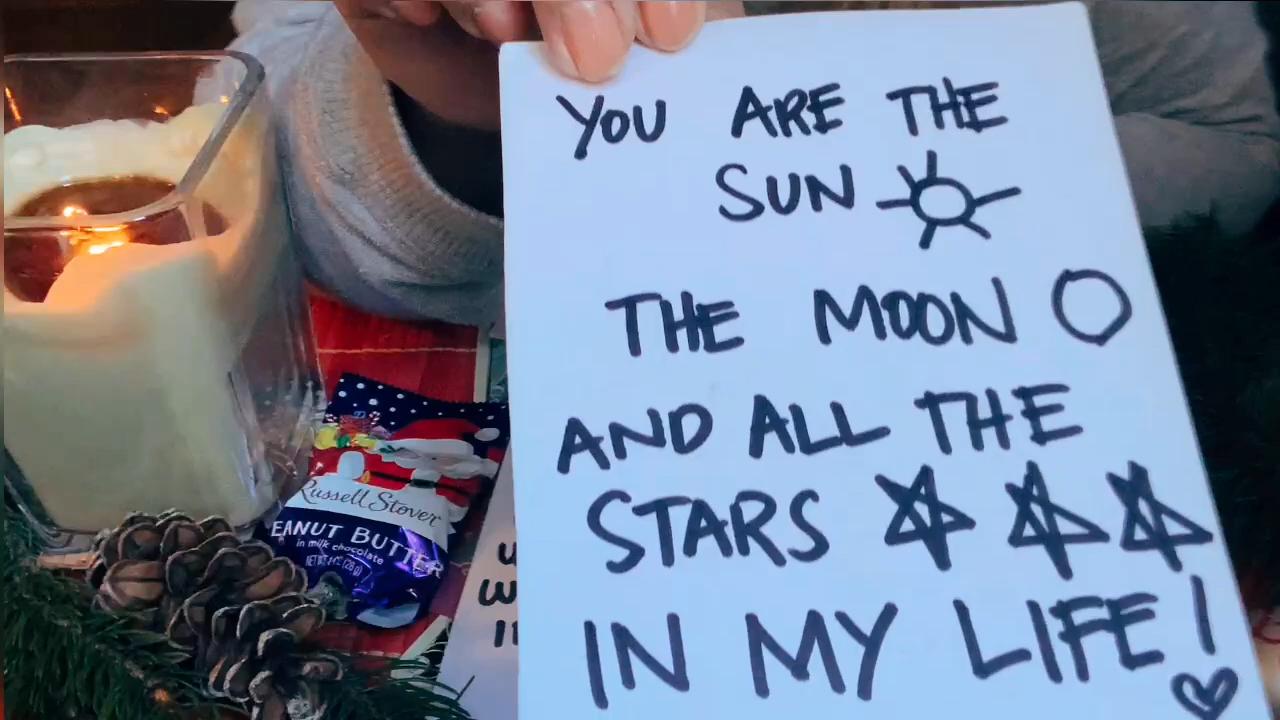 YOU ARE THE
SUN
THE MOON
AND ALL THE
STARS
IN MY LIFE!
Russell Stover
PEANUT BUTTER
in milk chocolate